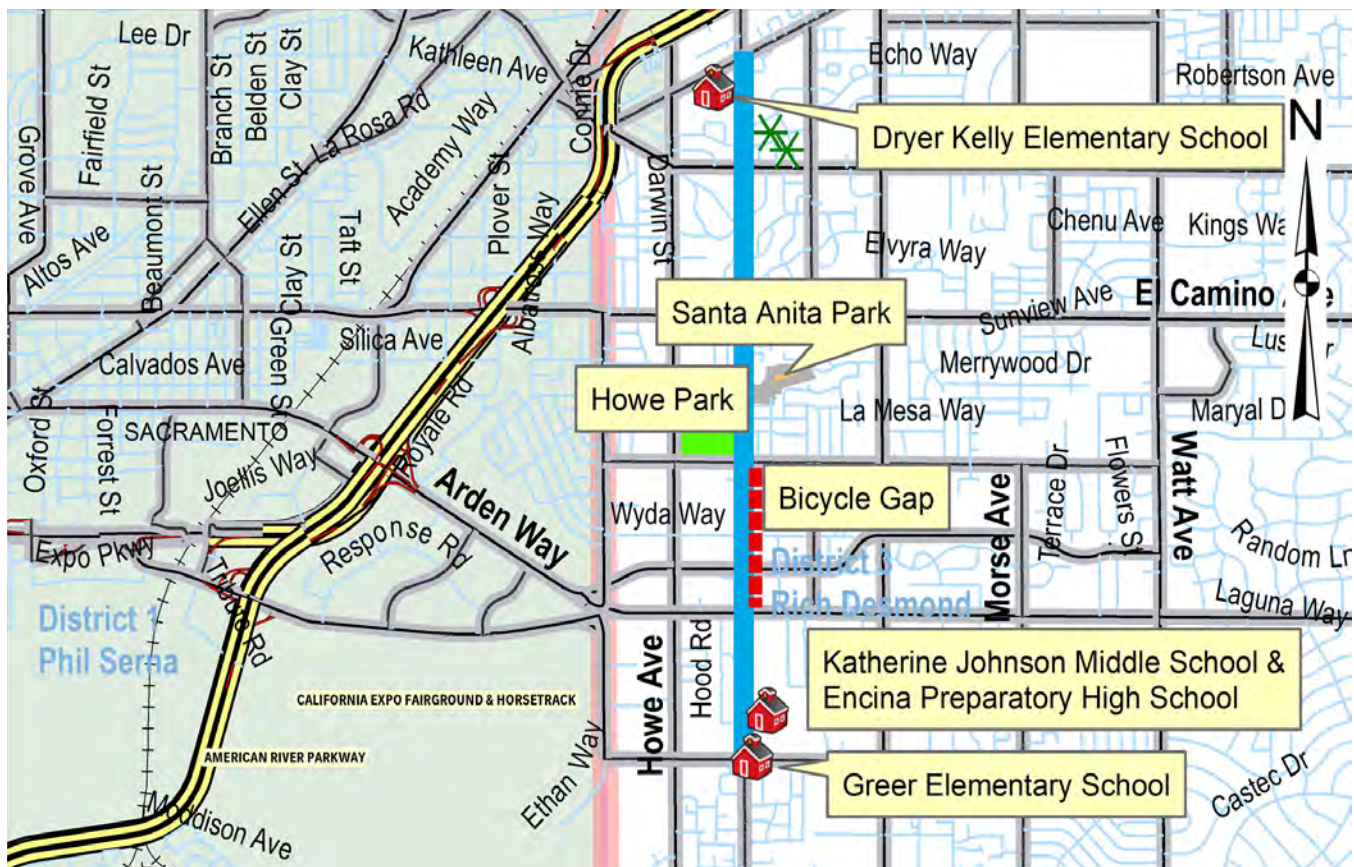 Lee Dr
Fairfield St
Grove Ave
Altos Ave
Beaumont St
Branch St
Belden St
Clay St
Kathleen Ave
La Rosa Rd
Ellen St
Academy Way
Taft St
Plover St
Connie Dr
Albatross Way
Darwin St
Echo Way
Robertson Ave
N
Dryer Kelly Elementary School
Chenu Ave
Kings Wa
Elvyra Way
El Camino
Sunview Ave
Santa Anita Park
Clay St
Green St
Silica Ave
Calvados Ave
Merrywood Dr
Howe Park
La Mesa Way
Maryal D
Oxford St
Forrest St
SACRAMENTO
Joellis Way
Royale Rd
Arden Way
Response Rd
Expo Pkwy
Tribute Rd
Wyda Way
Bicycle Gap
Morse Ave
Terrace Dr
Flowers St
Watt Ave
Random Ln
Laguna Way
District 3
Rich Desmond
District 1
Phil Serna
Howe Ave
Hood Rd
Ethan Way
CALIFORNIA EXPO FAIRGROUND & HORSETRACK
AMERICAN RIVER PARKWAY
Moddison Ave
Katherine Johnson Middle School &
Encina Preparatory High School
Greer Elementary School
Castec Dr